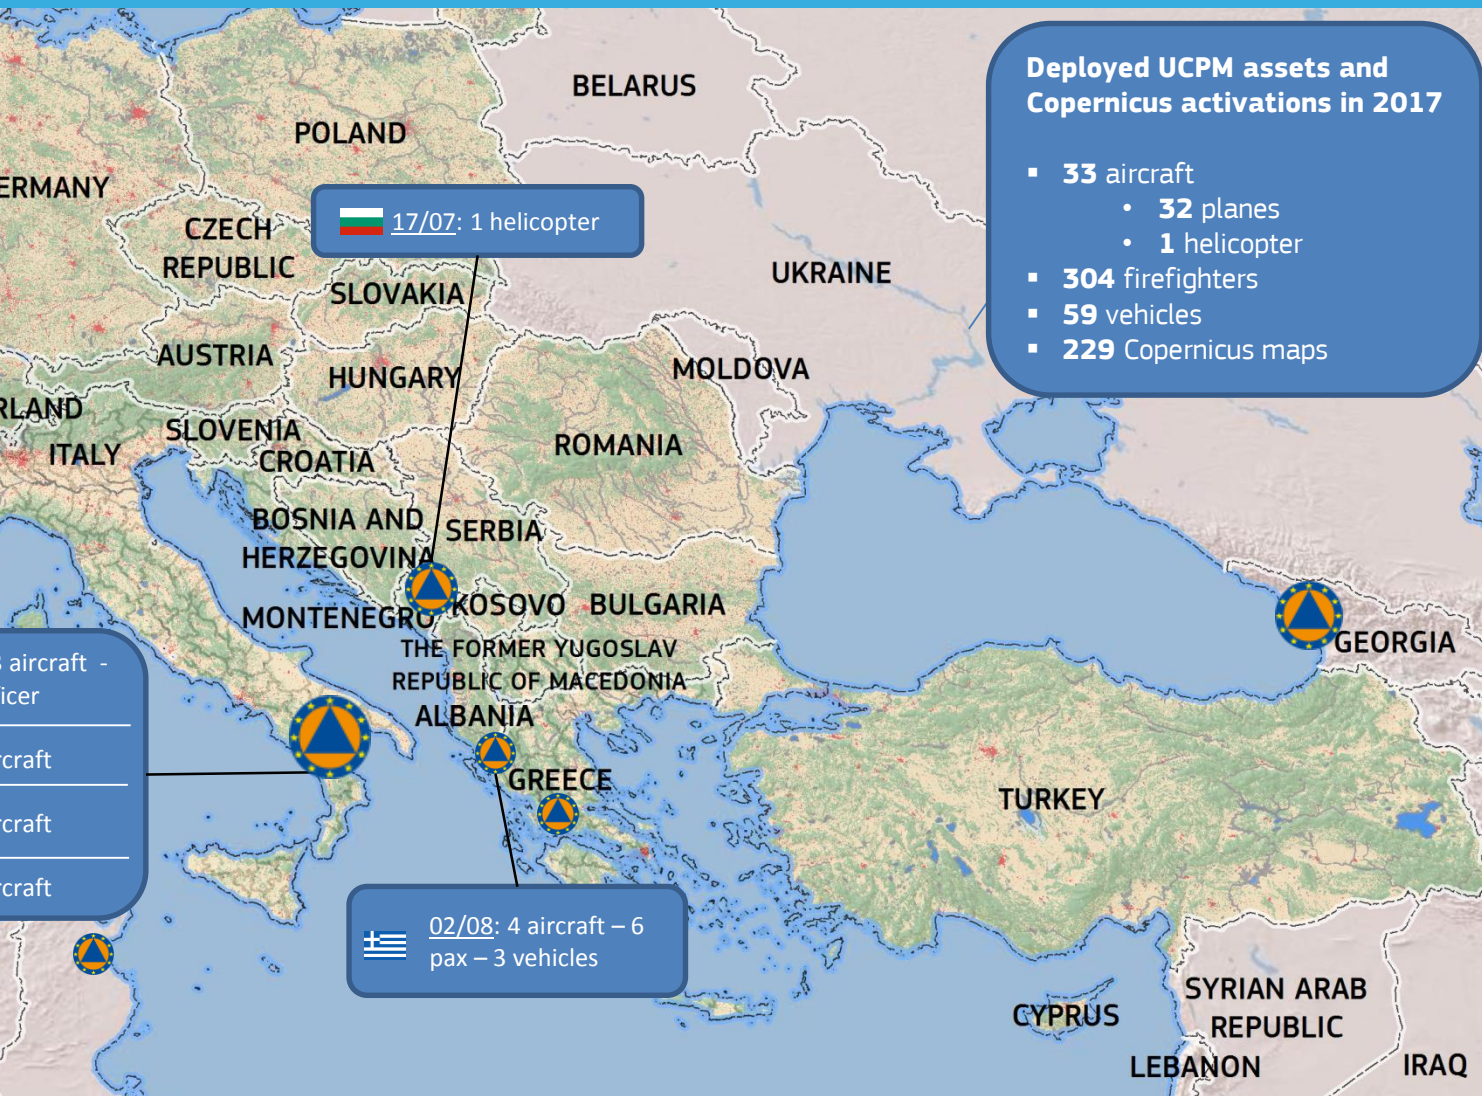 BELARUS
POLAND
CZECH
REPUBLIC
17/07: 1 helicopter
SLOVAKIA
UKRAINE
AUSTRIA
HUNGARY
MOLDOVA
SLOVENIA
ITALY
CROATIA
ROMANIA
BOSNIA AND
HERZEGOVINA
SERBIA
MONTENEGRO
KOSOVO
BULGARIA
THE FORMER YUGOSLAV
REPUBLIC OF MACEDONIA
ALBANIA
GREECE
GEORGIA
TURKEY
CYPRUS
SYRIAN ARAB
REPUBLIC
LEBANON
IRAQ
ERMANY
RLAND
Deployed UCPM assets and
Copernicus activations in 2017
▪ 33 aircraft
• 32 planes
• 1 helicopter
▪ 304 firefighters
▪ 59 vehicles
▪ 229 Copernicus maps
aircraft -
icer
rcraft
rcraft
rcraft
02/08: 4 aircraft – 6
pax – 3 vehicles